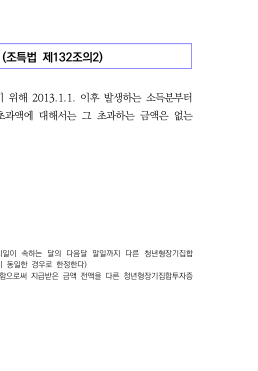 (조득법 제132조의2)
기 위해 2013.1.1. 이후 발생하는 소득분부터
초과액에 대해서는 그 초과하는 금액은 없는
일이 속하는 달의 다음달 말일까지 다른 청년형장기집합
동일한 경우로 한정한다)
함으로써 지급받은 금액 전액을 다른 청년형장기집합투자증